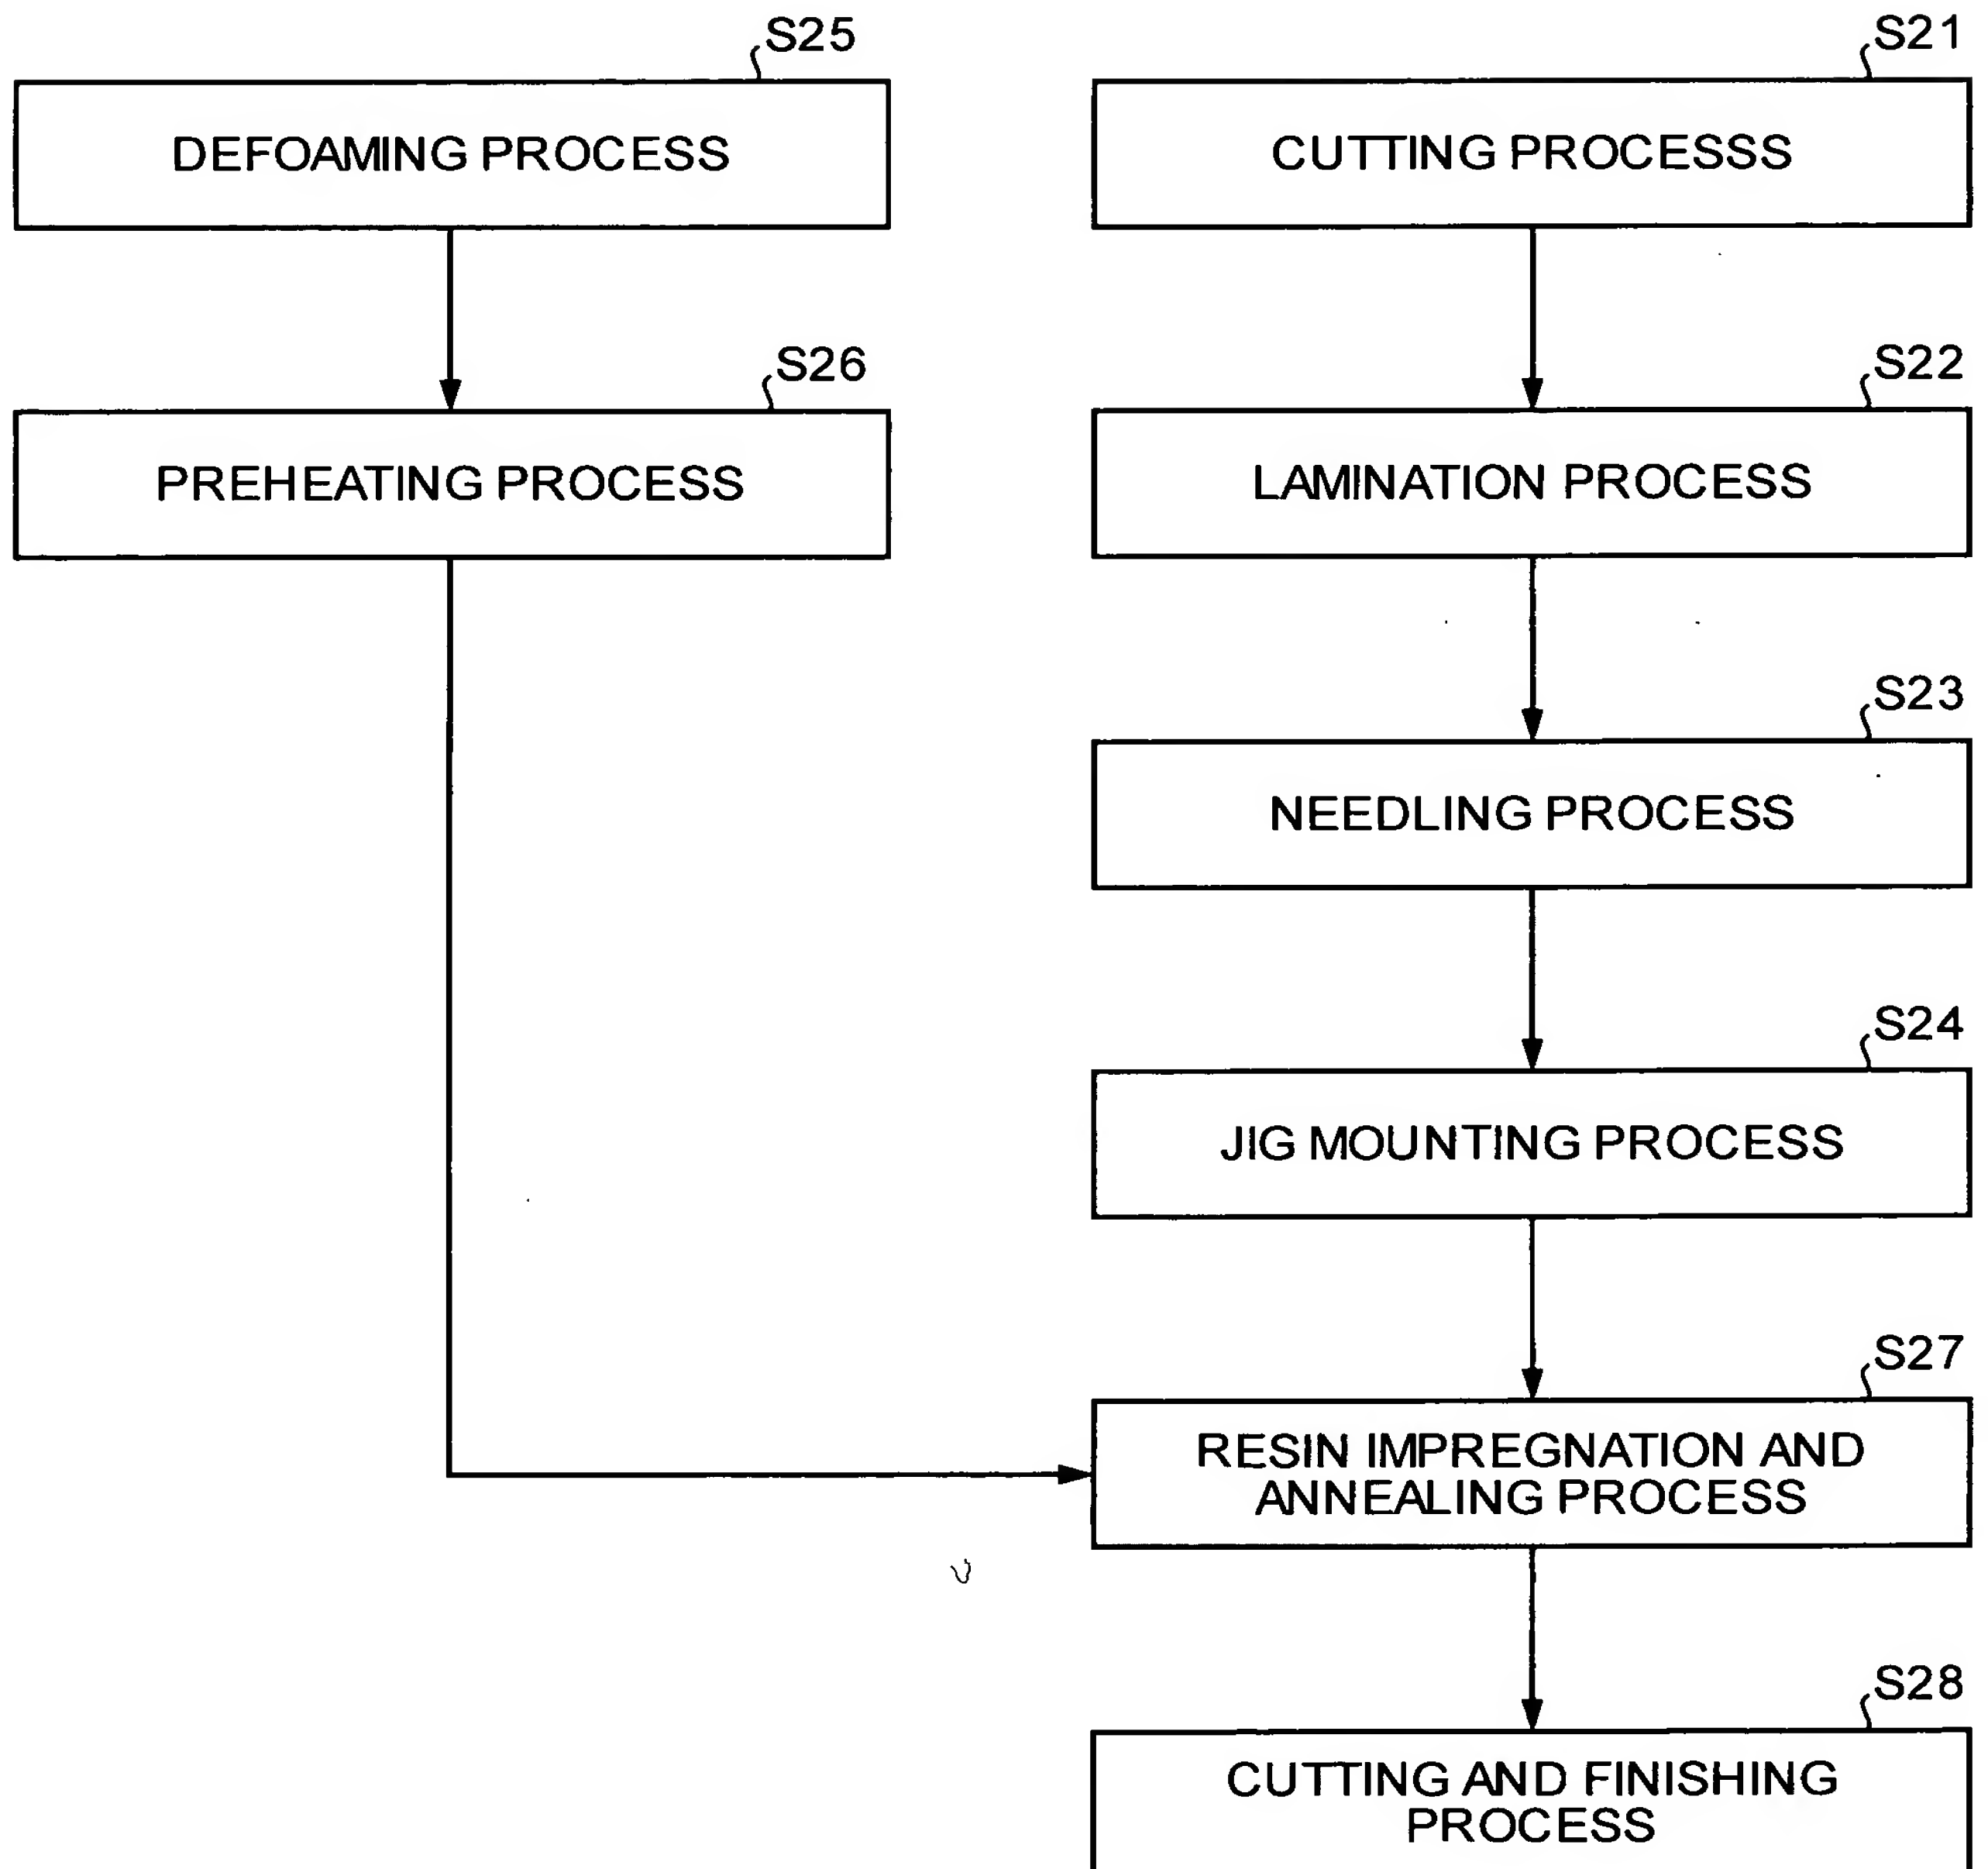 S25
DEFOAMING PROCESS
S26
PREHEATING PROCESS
S21
CUTTING PROCESSS
S22
LAMINATION PROCESS
S23
NEEDLING PROCESS
S24
JIG MOUNTING PROCESS
S27
RESIN IMPREGNATION AND
ANNEALING PROCESS
S28
CUTTING AND FINISHING
PROCESS